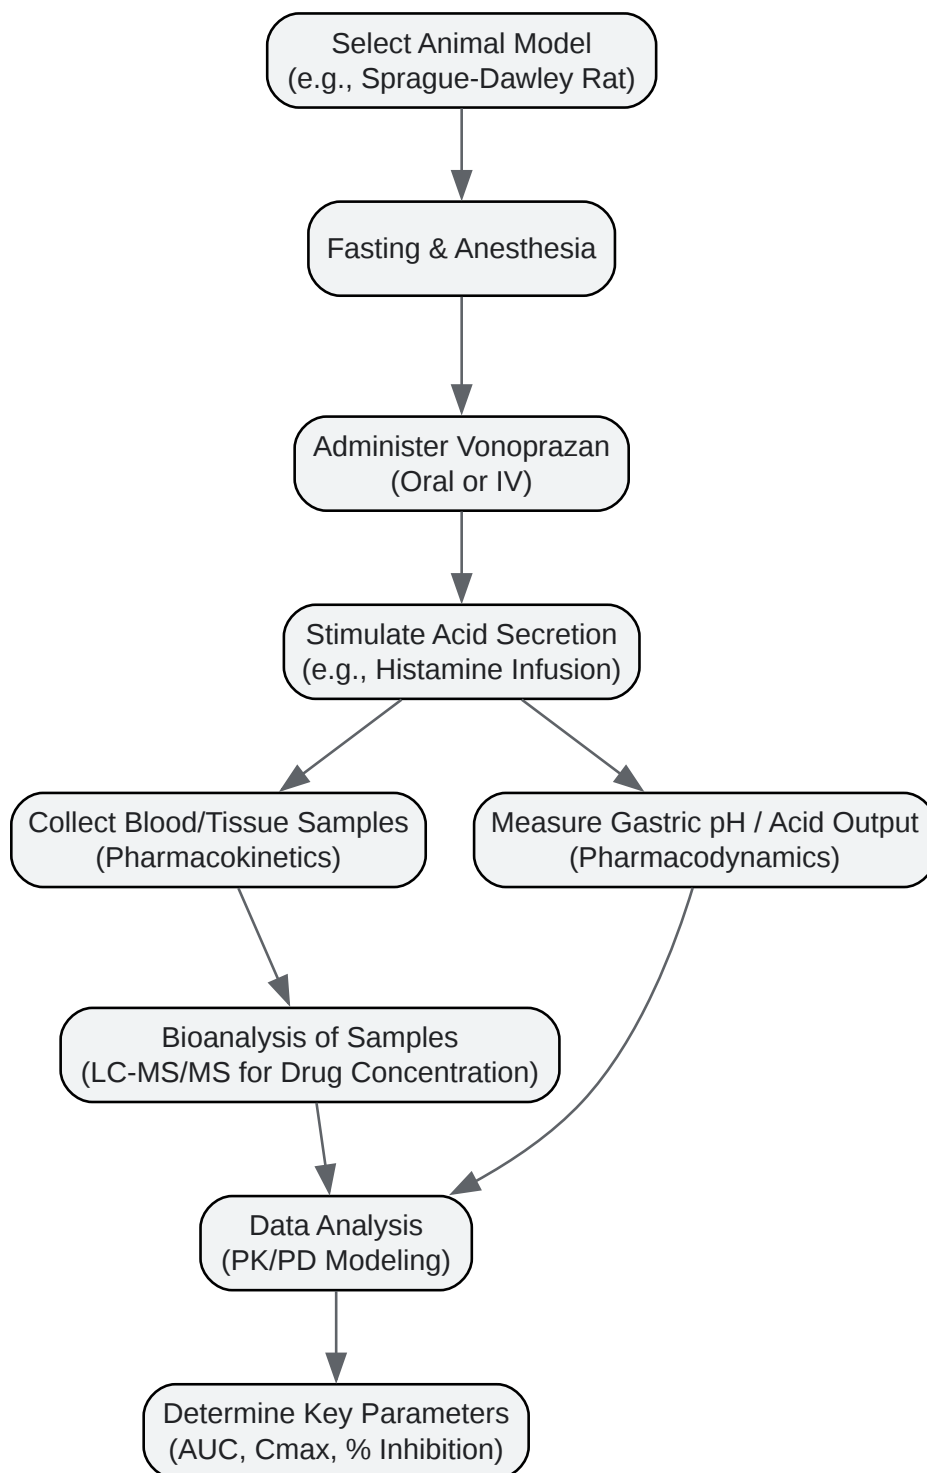 Select Animal Model
(e.g., Sprague-Dawley Rat)
Fasting & Anesthesia
Administer Vonoprazan
(Oral or IV)
Stimulate Acid Secretion
(e.g., Histamine Infusion)
Collect Blood/Tissue Samples
(Pharmacokinetics)
Measure Gastric pH / Acid Output
(Pharmacodynamics)
Bioanalysis of Samples
(LC-MS/MS for Drug Concentration)
Data Analysis
(PK/PD Modeling)
Determine Key Parameters
(AUC, Cmax, % Inhibition)